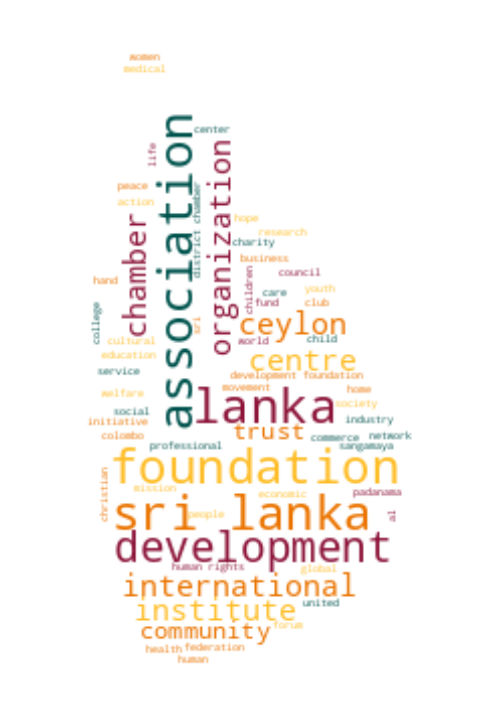 women
medical
association
center
organization
life
peace
district chamber
action
chamber
hope
research
charity
business
children
council
hand
care
youth
fund
club
college
ceylon
sri
cultural
world
child
education
centre
service
development foundation
movement
home
welfare
lanka
society
social
initiative
industry
trust
colombo
commerce
network
professional
sangamaya
foundation
christian
mission
economic
padanama
sri lanka
people
al
development
human rights
global
international
institute
united
community
forum
health
federation
human